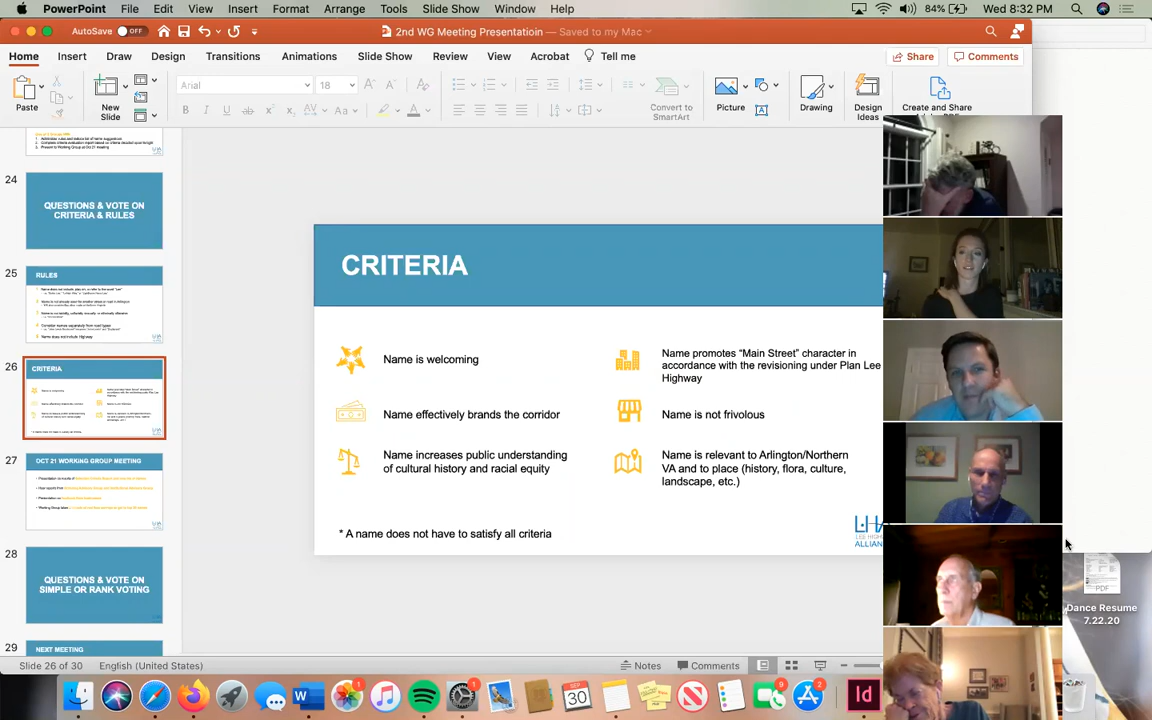 PowerPoint File Edit View Insert Format Arrange Tools Slide Show Window Help 84% Wed 8:32 PM
AutoSave OFF 2nd WG Meeting Presentatioin — Saved to my Mac
Home Insert Draw Design Transitions Animations Slide Show Review View Acrobat Tell me Share Comments
Arial 18
Paste New Slide Convert to SmartArt Picture Drawing Design Ideas Create and Share
24
QUESTIONS & VOTE ON
CRITERIA & RULES
25
RULES
26
CRITERIA
27
OCT 21 WORKING GROUP MEETING
28
QUESTIONS & VOTE ON
SIMPLE OR RANK VOTING
29
NEXT MEETING
CRITERIA
Name is welcoming
Name effectively brands the corridor
Name increases public understanding
of cultural history and racial equity
Name promotes “Main Street” character in
accordance with the revisioning under Plan Lee
Highway
Name is not frivolous
Name is relevant to Arlington/Northern
VA and to place (history, flora, culture,
landscape, etc.)
* A name does not have to satisfy all criteria
PDF
Dance Resume
7.22.20
Slide 26 of 30 English (United States) Notes Comments
SEP
30
Id